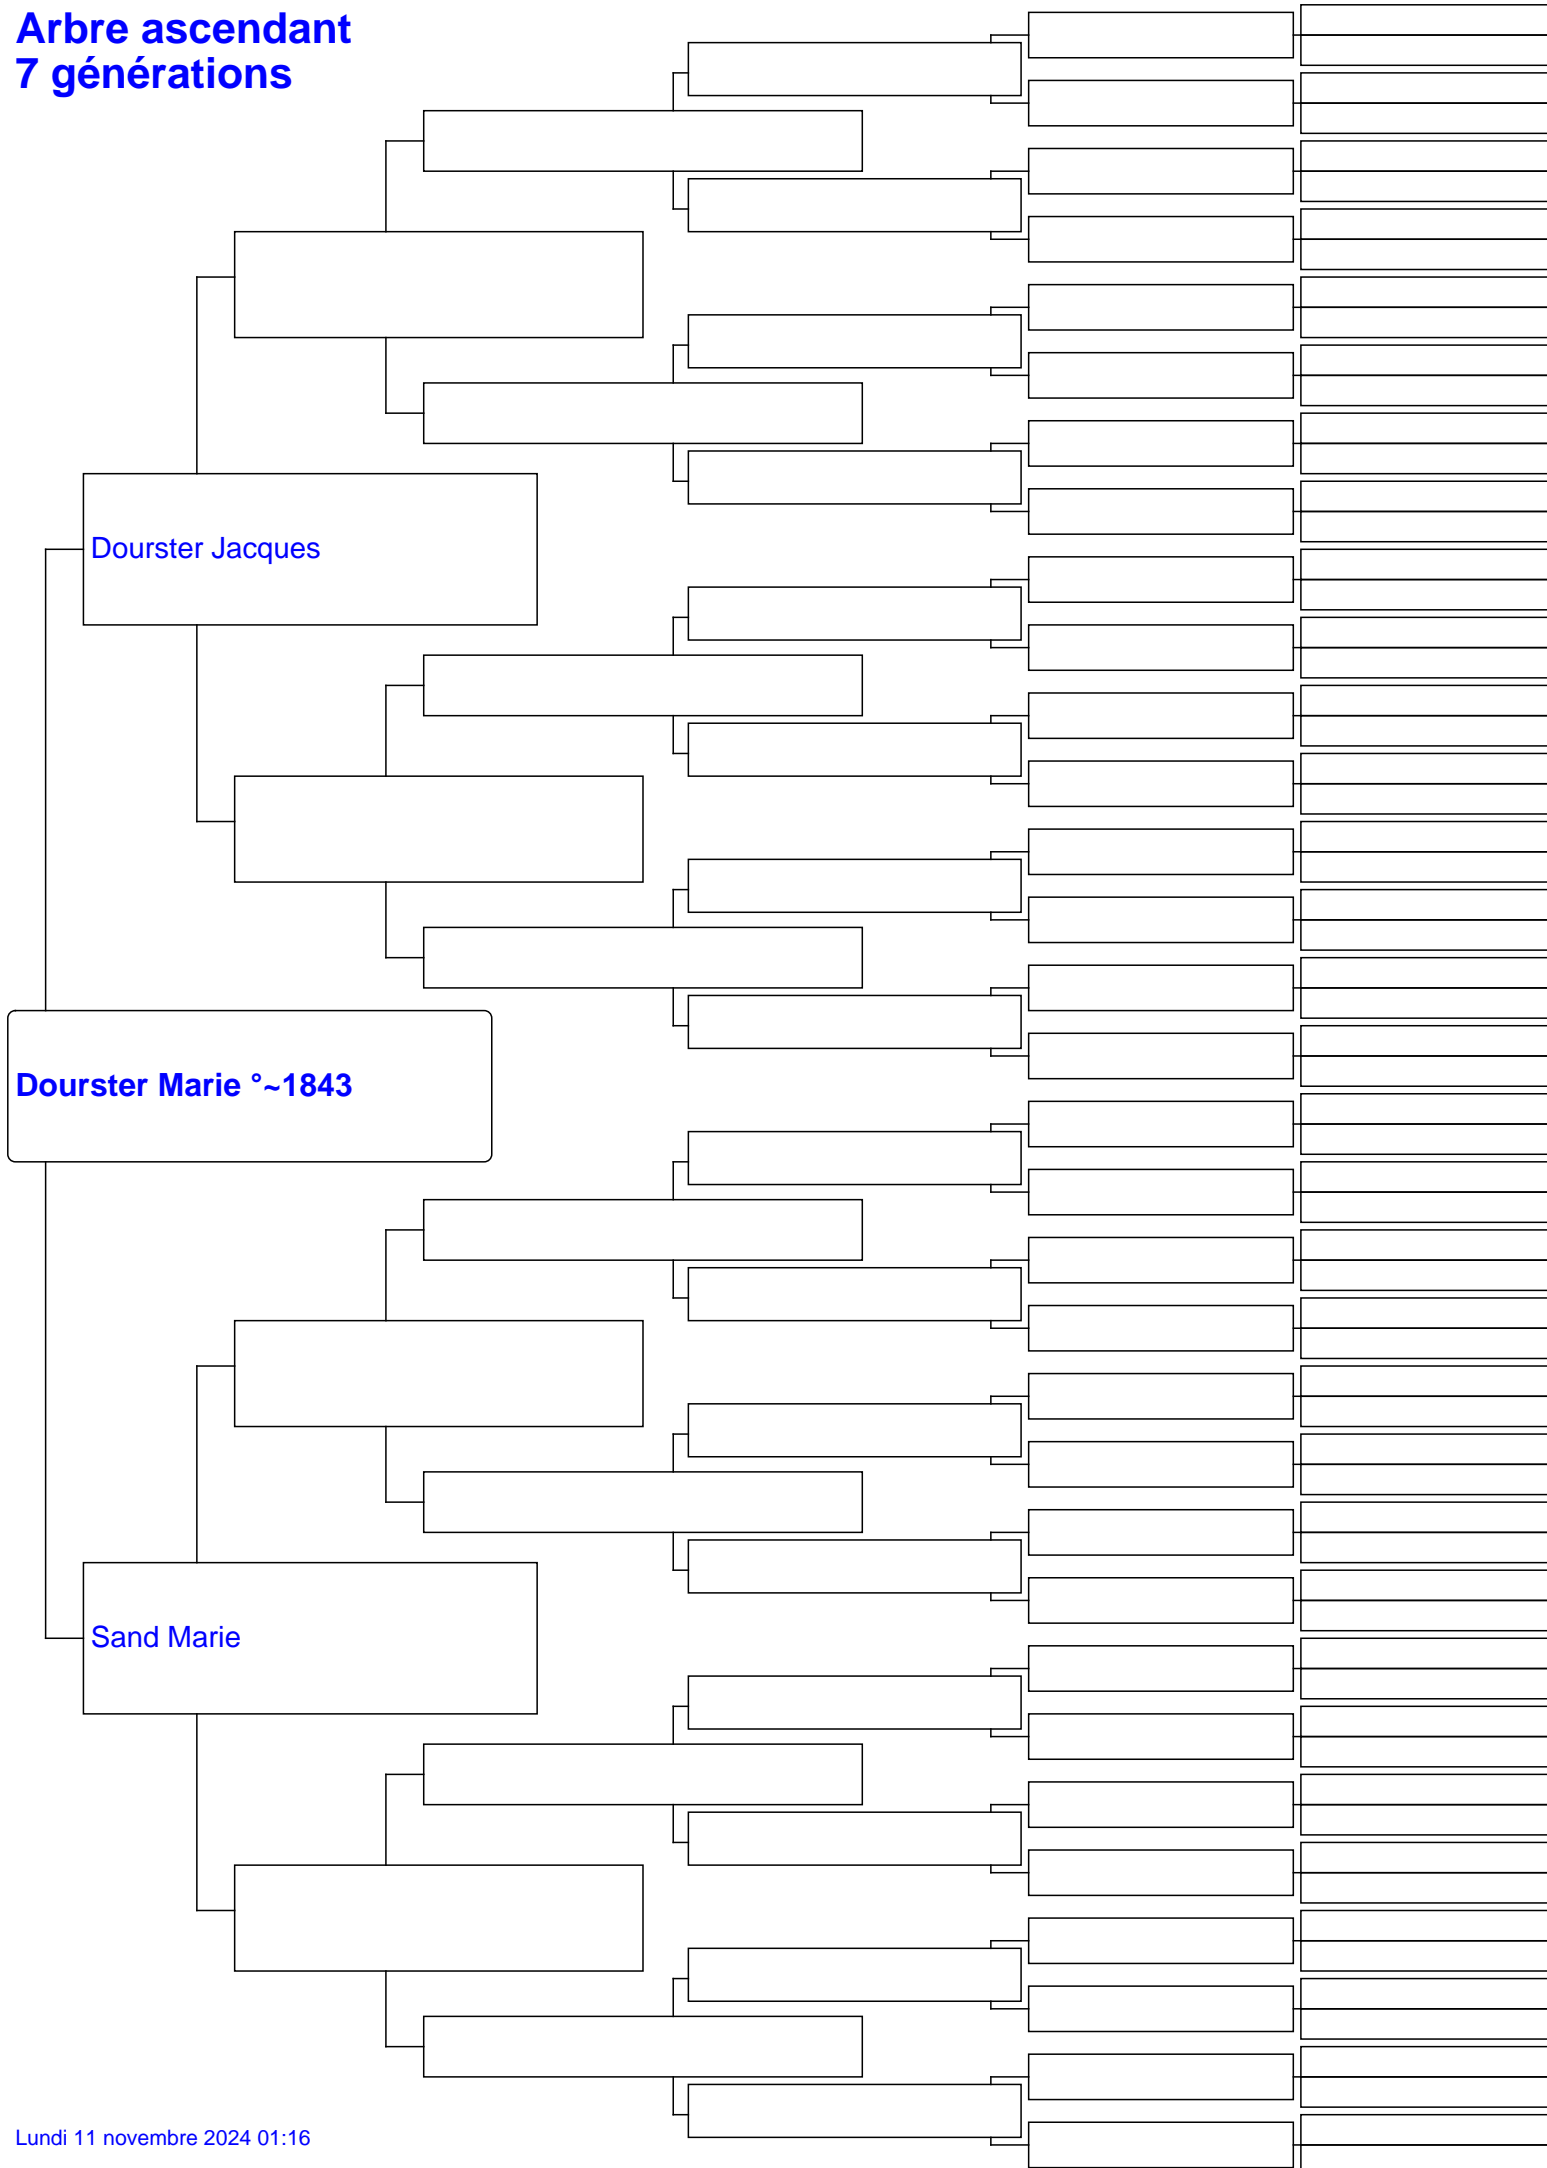 Arbre ascendant
7 générations
Dourster Jacques
Dourster Marie °~1843
Sand Marie
Lundi 11 novembre 2024 01:16